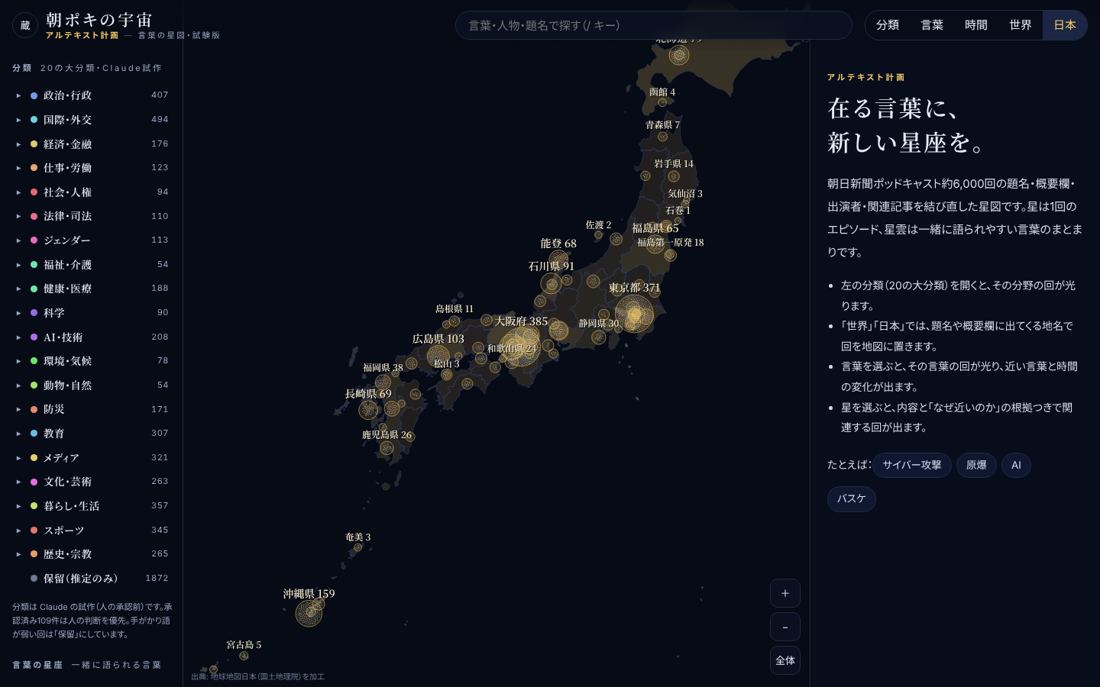 蔵
朝ポキの宇宙
アルテキスト計画 — 言葉の星図・試験版
言葉・人物・題名で探す(/ キー)
分類
言葉
時間
世界
日本
分類 20の大分類・Claude試作
▸ 政治・行政 407
▸ 国際・外交 494
▸ 経済・金融 176
▸ 仕事・労働 123
▸ 社会・人権 94
▸ 法律・司法 110
▸ ジェンダー 113
▸ 福祉・介護 54
▸ 健康・医療 188
▸ 科学 90
▸ AI・技術 208
▸ 環境・気候 78
▸ 動物・自然 54
▸ 防災 171
▸ 教育 307
▸ メディア 321
▸ 文化・芸術 263
▸ 暮らし・生活 357
▸ スポーツ 345
▸ 歴史・宗教 265
保留(推定のみ) 1872
分類は Claude の試作(人の承認前)です。承
認済み109件は人の判断を優先。手がかり語
が弱い回は「保留」にしています。
言葉の星座 一緒に語られる言葉
函館 4
青森県 7
岩手県 14
気仙沼 3
石巻 1
佐渡 2
福島県 65
福島第一原発 18
能登 68
石川県 91
東京都 371
島根県 11
大阪府 385
静岡県 30
広島県 103
和歌山県 24
松山 3
福岡県 38
長崎県 69
鹿児島県 26
奄美 3
沖縄県 159
宮古島 5
出典: 地球地図日本(国土地理院)を加工
+
−
全体
アルテキスト計画
在る言葉に、
新しい星座を。
朝日新聞ポッドキャスト約6,000回の題名・概要欄・
出演者・関連記事を結び直した星図です。星は1回の
エピソード、星雲は一緒に語られやすい言葉のまとま
りです。
• 左の分類(20の大分類)を開くと、その分野の回が光
ります。
• 「世界」「日本」では、題名や概要欄に出てくる地名で
回を地図に置きます。
• 言葉を選ぶと、その言葉の回が光り、近い言葉と時間
の変化が出ます。
• 星を選ぶと、内容と「なぜ近いのか」の根拠つきで関
連する回が出ます。
たとえば: サイバー攻撃 原爆 AI
バスケ